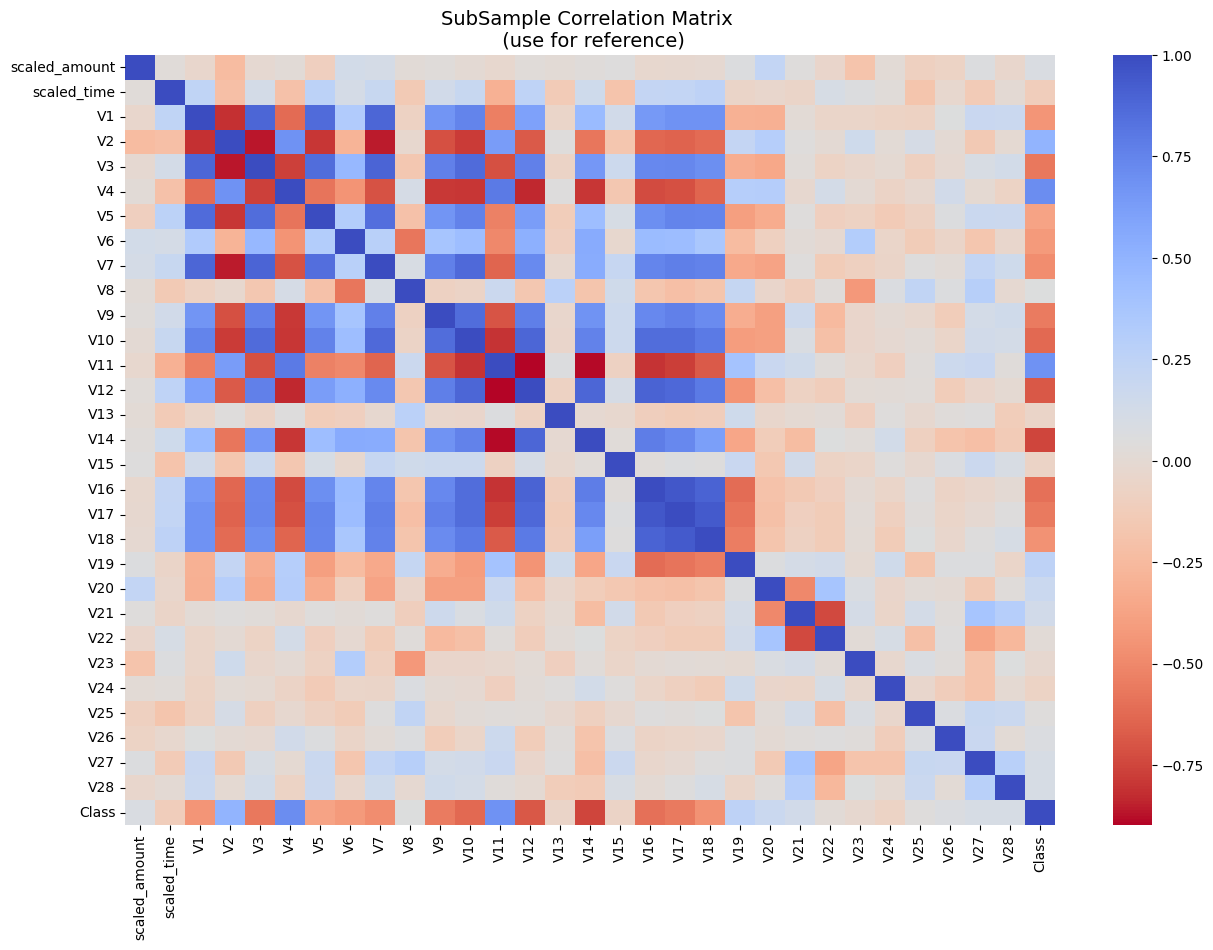 SubSample Correlation Matrix
(use for reference)
scaled_amount
scaled_time
V1
V2
V3
V4
V5
V6
V7
V8
V9
V10
V11
V12
V13
V14
V15
V16
V17
V18
V19
V20
V21
V22
V23
V24
V25
V26
V27
V28
Class
scaled_amount
scaled_time
V1
V2
V3
V4
V5
V6
V7
V8
V9
V10
V11
V12
V13
V14
V15
V16
V17
V18
V19
V20
V21
V22
V23
V24
V25
V26
V27
V28
Class
1.00
0.75
0.50
0.25
0.00
−0.25
−0.50
−0.75